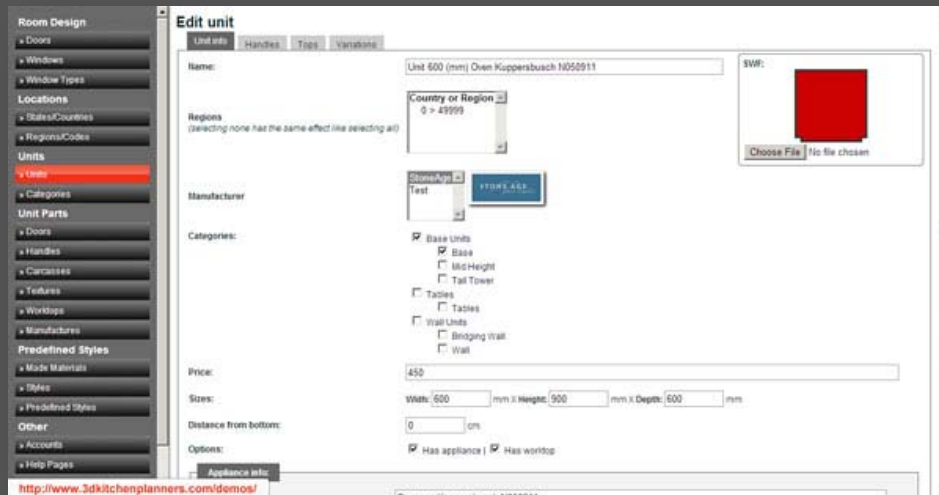 Room Design
» Doors
» Windows
» Window Types
Locations
» States/Countries
» Regions/Codes
Units
» Units
» Categories
Unit Parts
» Doors
» Handles
» Carcasses
» Textures
» Worktops
» Manufactures
Predefined Styles
» Made Materials
» Styles
» Predefined Styles
Other
» Accounts
» Help Pages
http://www.3dkitchenplanners.com/demos/
Edit unit
Unit info Handles Tops Variations
Name: Unit 600 (mm) Oven Kuppersbusch N050911
SWF:
Choose File No file chosen
Regions
(selecting none has the same effect like selecting all)
Country or Region
0 > 49999
Manufacturer
StoneAge
Test
STONE AGE
Categories:
Base Units
Base
Mid Height
Tall Tower
Tables
Tables
Wall Units
Bridging Wall
Wall
Price: 450
Sizes: Width: 600 mm X Height: 900 mm X Depth: 600 mm
Distance from bottom: 0 cm
Options: Has appliance | Has worktop
Appliance info: